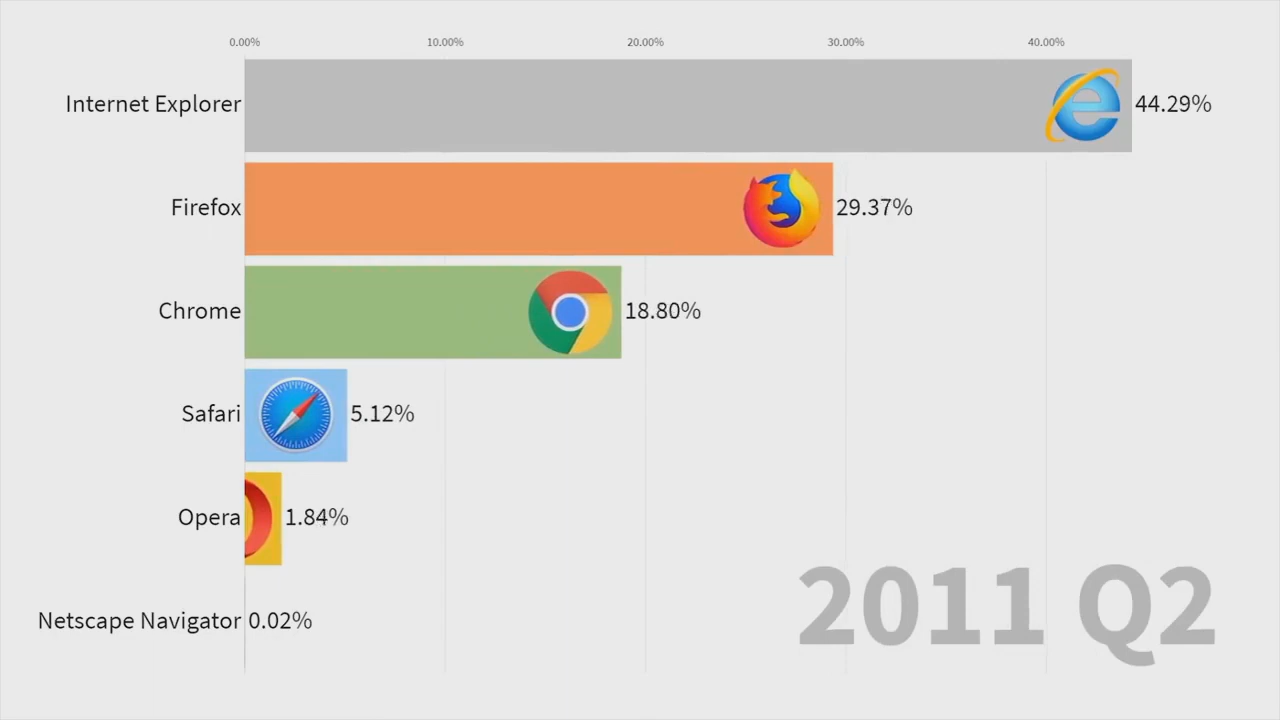 0.00% 10.00% 20.00% 30.00% 40.00%
Internet Explorer 44.29%
Firefox 29.37%
Chrome 18.80%
Safari 5.12%
Opera 1.84%
Netscape Navigator 0.02%
2011 Q2